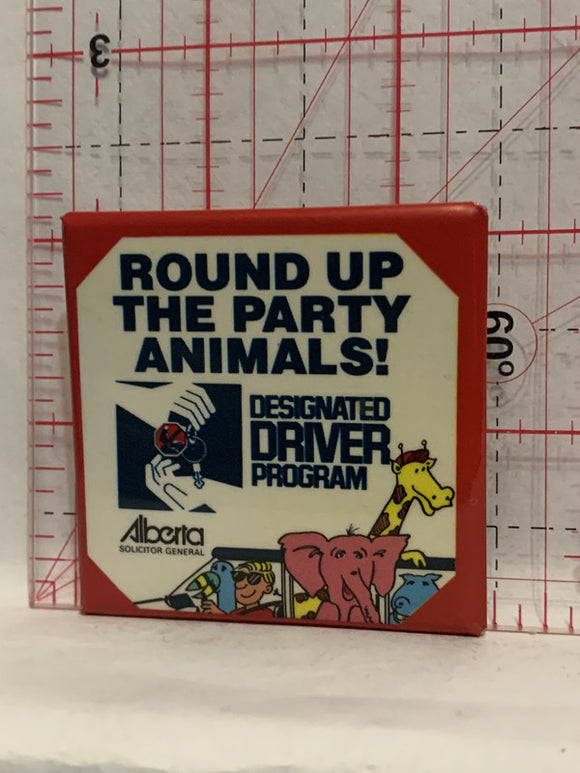 3
ROUND UP
THE PARTY
ANIMALS!
60°
DESIGNATED
DRIVER
PROGRAM
Alberta
SOLICITOR GENERAL